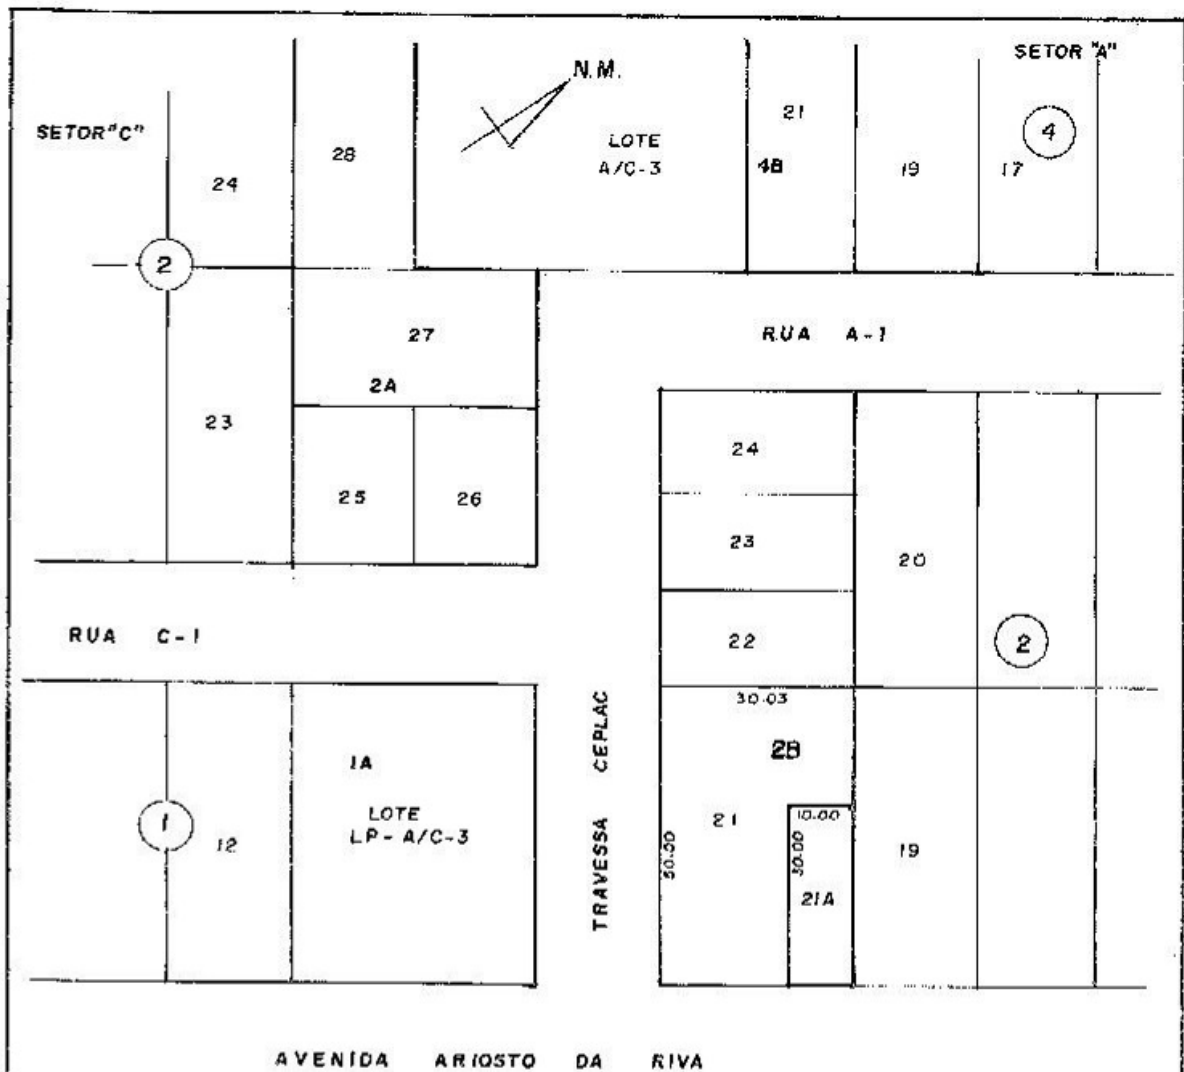 SETOR "A"
N.M.
SETOR "C"
24
28
LOTE
A/C-3
21
4B
19
17
4
2
27
2A
23
25
26
RUA A-1
24
23
22
20
2
RUA C-1
30.03
2B
1A
LOTE
LP- A/C-3
1
12
TRAVESSA CEPLAC
50.00
21
10.00
30.00
21A
19
AVENIDA ARIOSTO DA RIVA